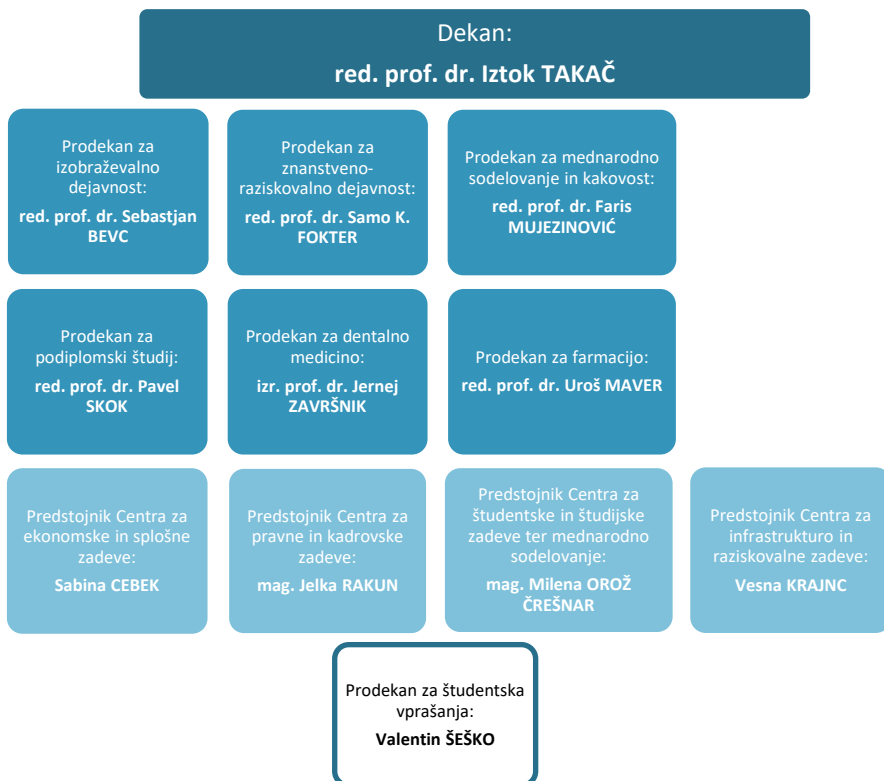 Dekan:
red. prof. dr. Iztok TAKAČ
Prodekan za
izobraževalno
dejavnost:
red. prof. dr. Sebastjan
BEVC
Prodekan za
znanstveno-
raziskovalno dejavnost:
red. prof. dr. Samo K.
FOKTER
Prodekan za mednarodno
sodelovanje in kakovost:
red. prof. dr. Faris
MUJEZINOVIĆ
Prodekan za
podiplomski študij:
red. prof. dr. Pavel
SKOK
Prodekan za dentalno
medicino:
izr. prof. dr. Jernej
ZAVRŠNIK
Prodekan za farmacijo:
red. prof. dr. Uroš MAVER
Predstojnik Centra za
ekonomske in splošne
zadeve:
Sabina CEBEK
Predstojnik Centra za
pravne in kadrovske
zadeve:
mag. Jelka RAKUN
Predstojnik Centra za
študentske in študijske
zadeve ter mednarodno
sodelovanje:
mag. Milena OROŽ
ČREŠNAR
Predstojnik Centra za
infrastrukturo in
raziskovalne zadeve:
Vesna KRAJNC
Prodekan za študentska
vprašanja:
Valentin ŠEŠKO